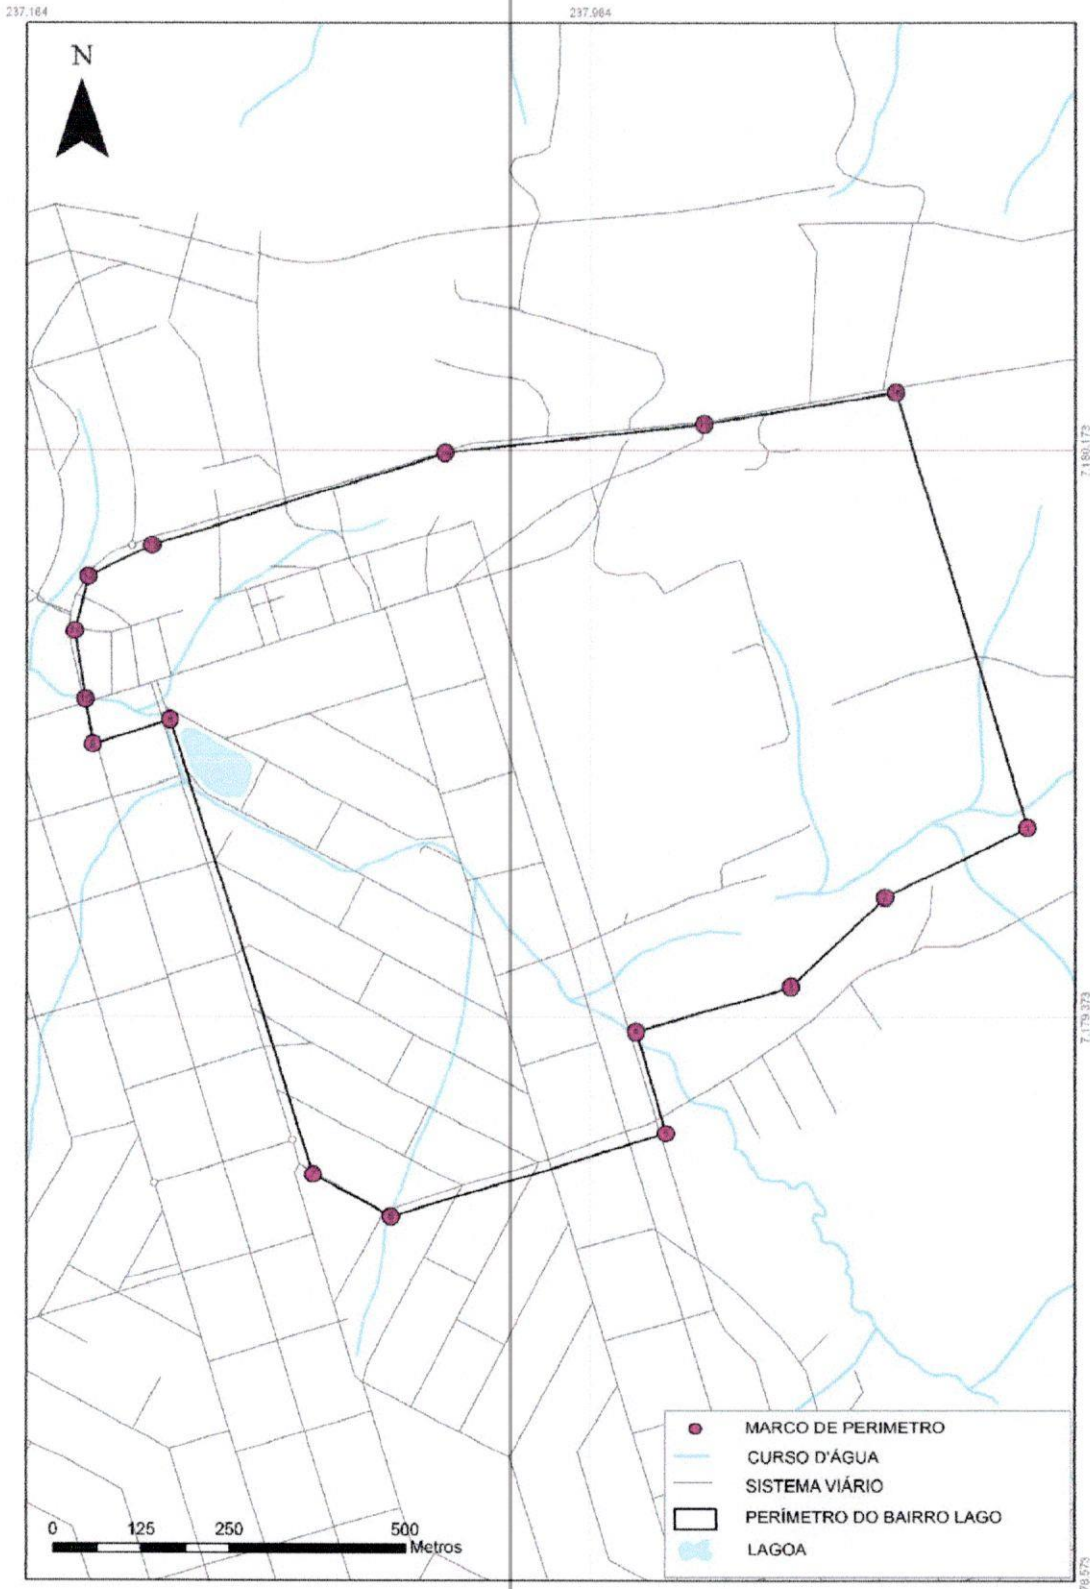 237.164 237.964
N
7.180.173
7.179.373
MARCO DE PERIMETRO
CURSO D'ÁGUA
SISTEMA VIÁRIO
PERÍMETRO DO BAIRRO LAGO
LAGOA
0 125 250 500
Metros